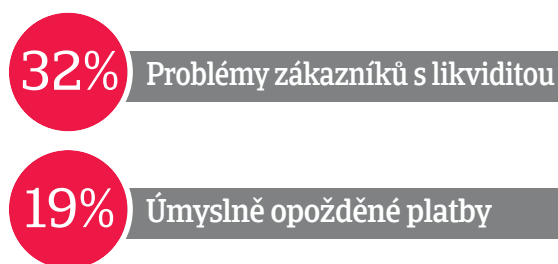 32% Problémy zákazníků s likviditou
19% Úmyslně opožděné platby